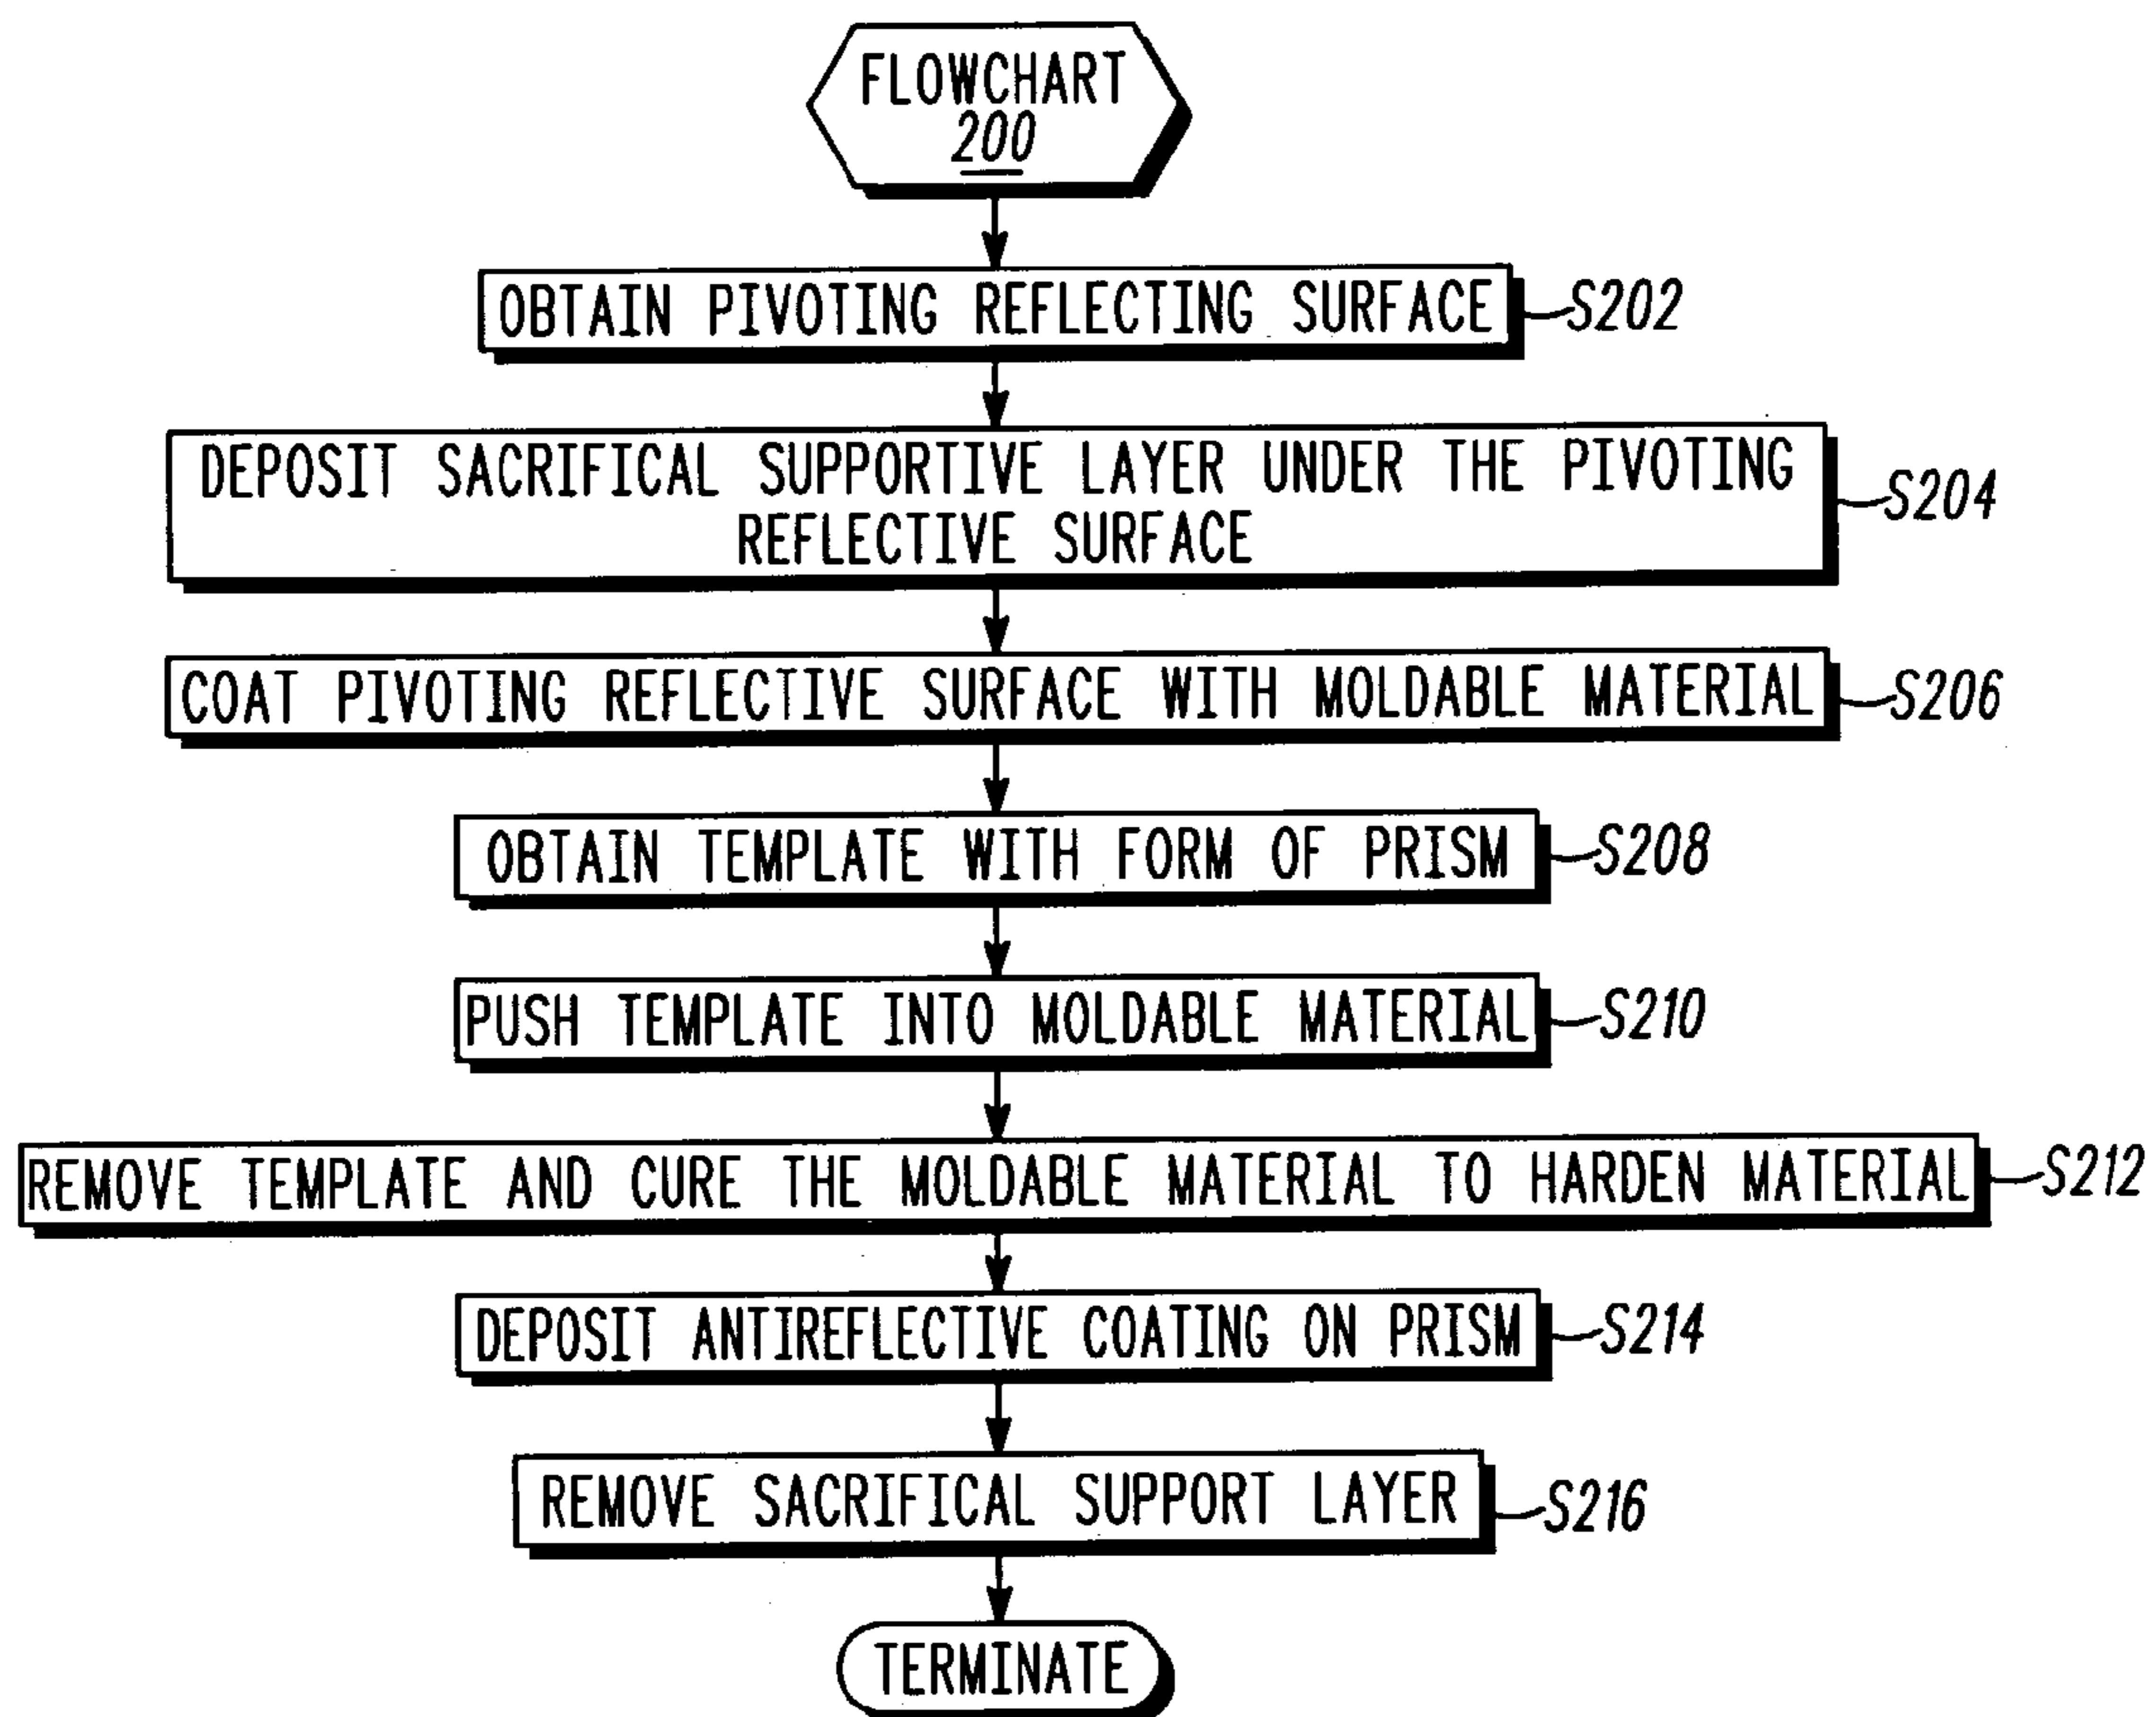 FLOWCHART
200
OBTAIN PIVOTING REFLECTING SURFACE
S202
DEPOSIT SACRIFICAL SUPPORTIVE LAYER UNDER THE PIVOTING
REFLECTIVE SURFACE
S204
COAT PIVOTING REFLECTIVE SURFACE WITH MOLDABLE MATERIAL
S206
OBTAIN TEMPLATE WITH FORM OF PRISM
S208
PUSH TEMPLATE INTO MOLDABLE MATERIAL
S210
REMOVE TEMPLATE AND CURE THE MOLDABLE MATERIAL TO HARDEN MATERIAL
S212
DEPOSIT ANTIREFLECTIVE COATING ON PRISM
S214
REMOVE SACRIFICAL SUPPORT LAYER
S216
TERMINATE